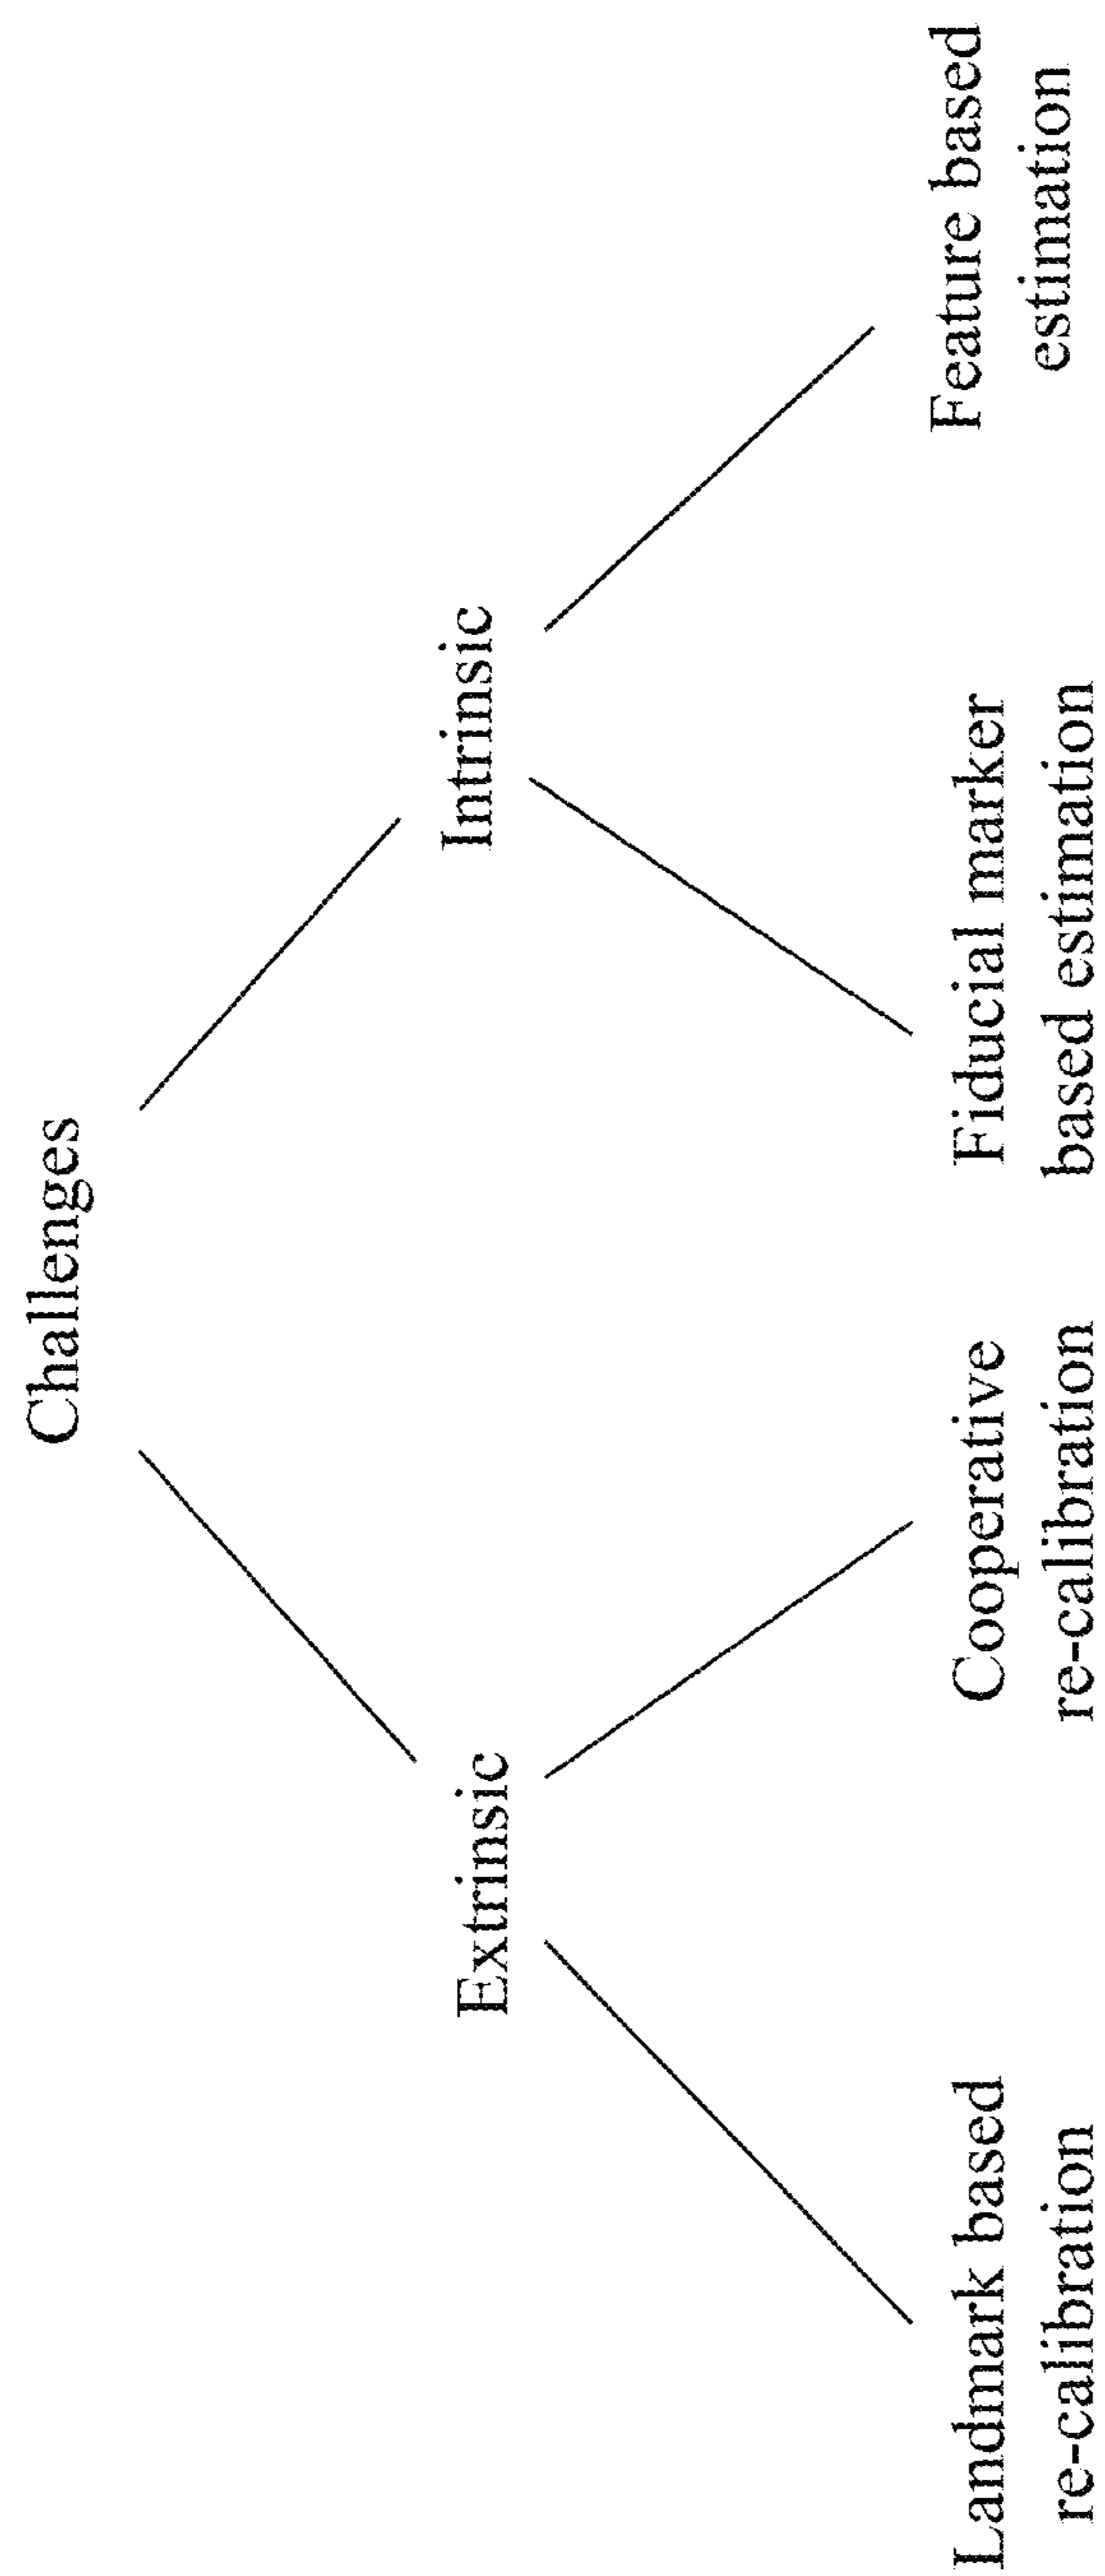 Challenges
Extrinsic
Intrinsic
Landmark based
re-calibration
Cooperative
re-calibration
Fiducial marker
based estimation
Feature based
estimation